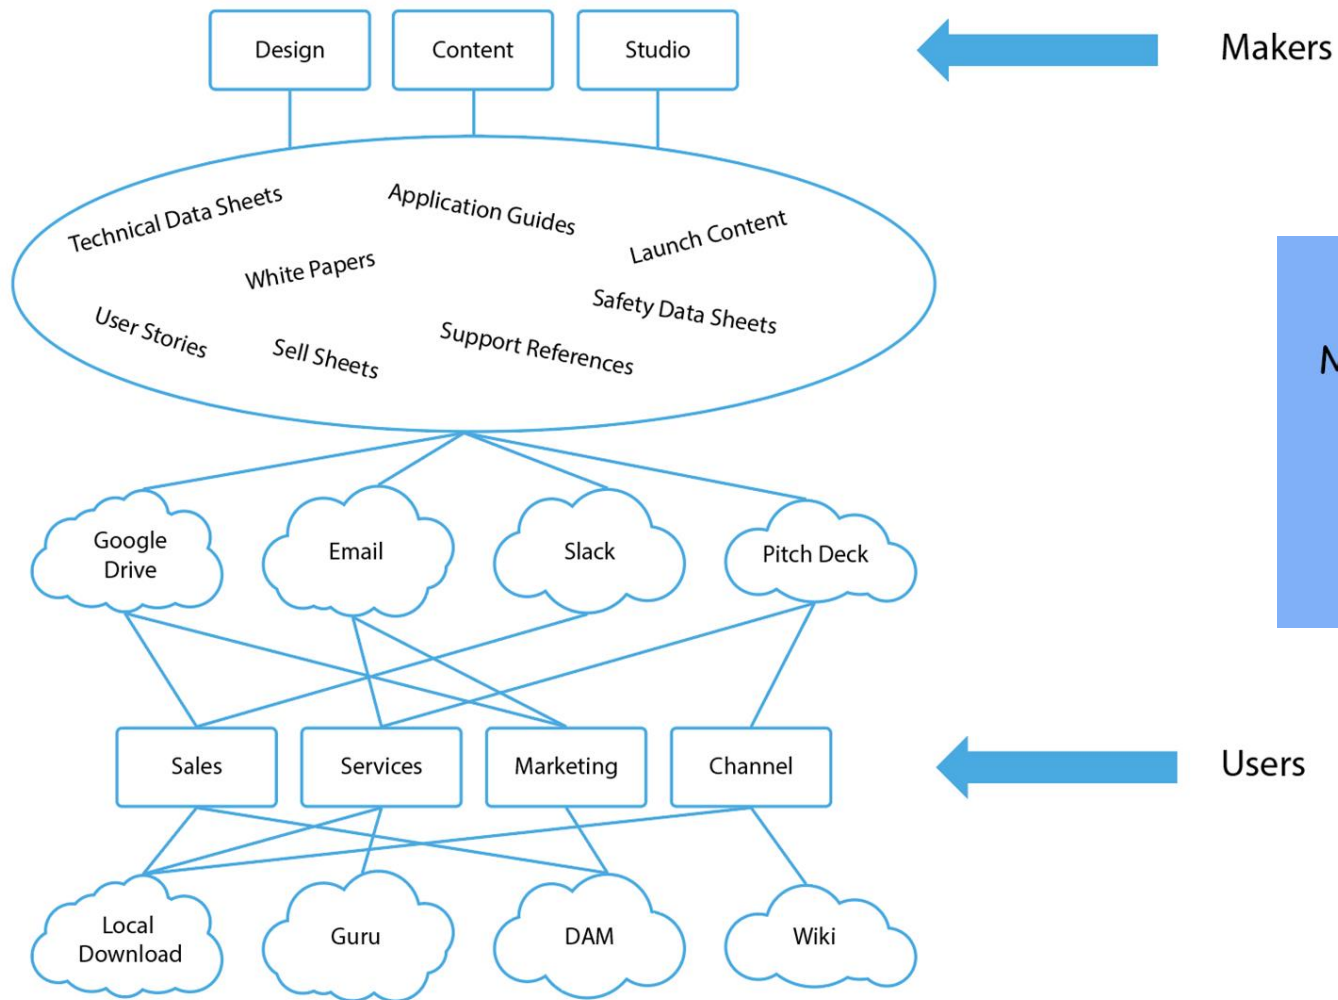 Design
Content
Studio
Makers
Technical Data Sheets
Application Guides
Launch Content
White Papers
Safety Data Sheets
User Stories
Sell Sheets
Support References
Google
Drive
Email
Slack
Pitch Deck
Sales
Services
Marketing
Channel
Users
Local
Download
Guru
DAM
Wiki